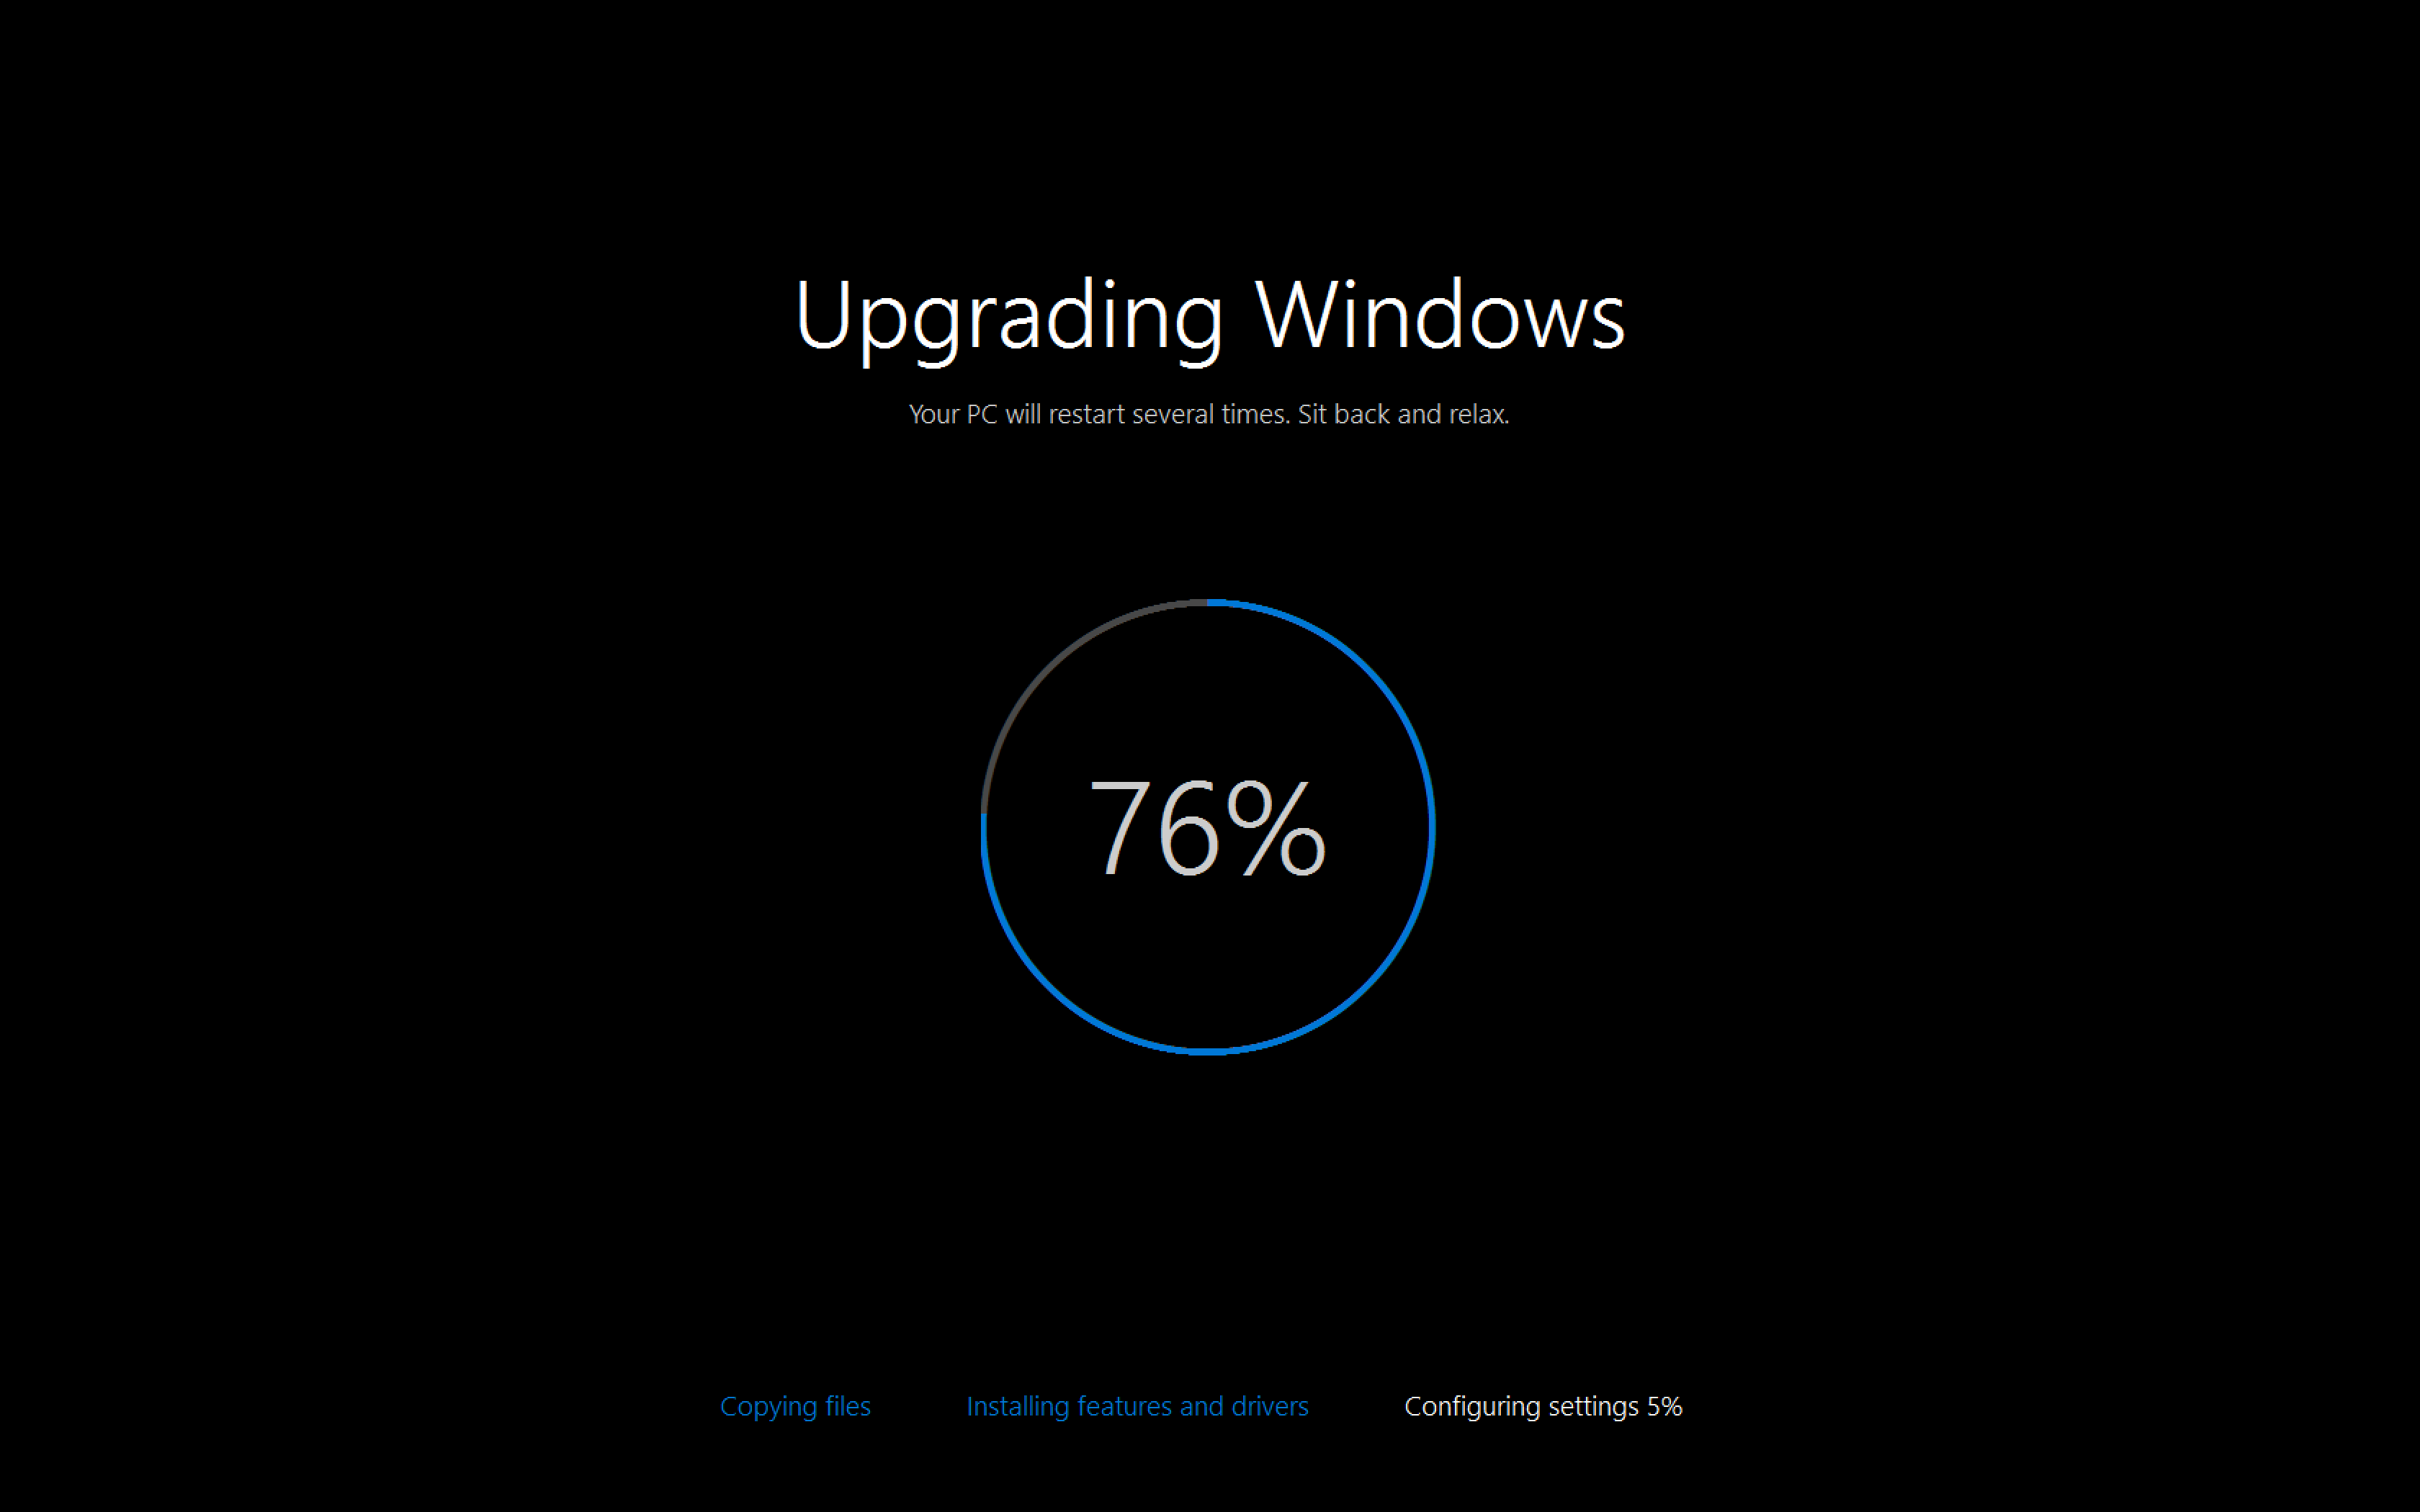 Upgrading Windows
Your PC will restart several times. Sit back and relax.
76%
Copying files
Installing features and drivers
Configuring settings 5%